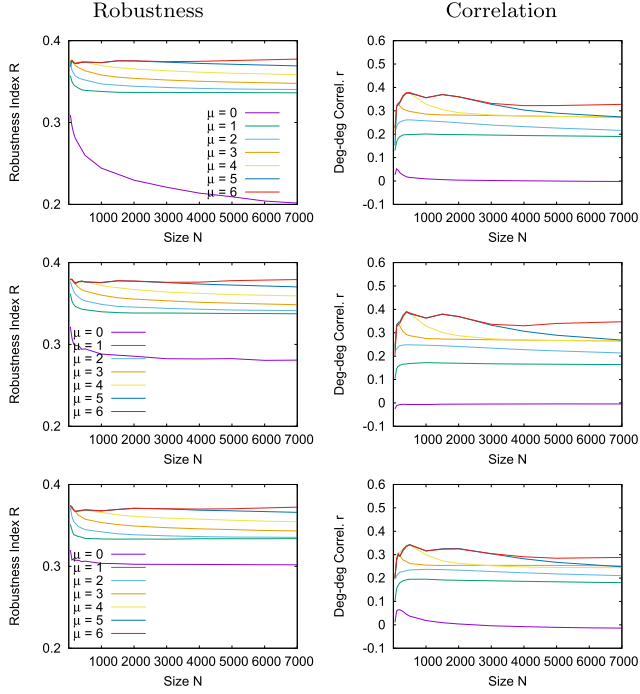 Robustness
Correlation
0.4
0.3
0.2
Robustness Index R
μ = 0
μ = 1
μ = 2
μ = 3
μ = 4
μ = 5
μ = 6
1000 2000 3000 4000 5000 6000 7000
Size N
0.6
0.5
0.4
0.3
0.2
0.1
0
-0.1
Deg-deg Correl. r
1000 2000 3000 4000 5000 6000 7000
Size N
0.4
0.3
0.2
Robustness Index R
μ = 0
μ = 1
μ = 2
μ = 3
μ = 4
μ = 5
μ = 6
1000 2000 3000 4000 5000 6000 7000
Size N
0.6
0.5
0.4
0.3
0.2
0.1
0
-0.1
Deg-deg Correl. r
1000 2000 3000 4000 5000 6000 7000
Size N
0.4
0.3
0.2
Robustness Index R
μ = 0
μ = 1
μ = 2
μ = 3
μ = 4
μ = 5
μ = 6
1000 2000 3000 4000 5000 6000 7000
Size N
0.6
0.5
0.4
0.3
0.2
0.1
0
-0.1
Deg-deg Correl. r
1000 2000 3000 4000 5000 6000 7000
Size N